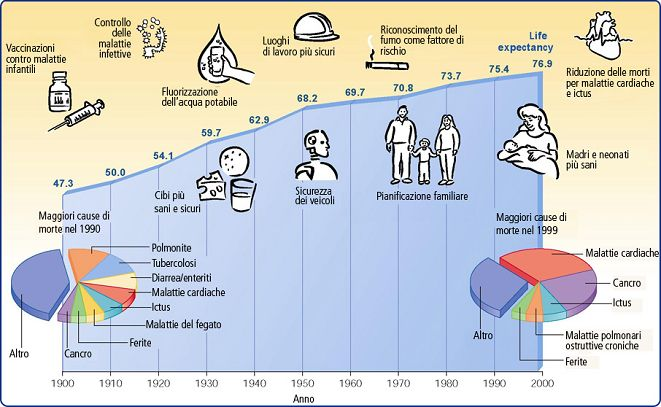 Vaccinazioni
contro malattie
infantili
Controllo
delle
malattie
infettive
Fluorizzazione
dell'acqua potabile
Luoghi
di lavoro più sicuri
Riconoscimento del
fumo come fattore di
rischio
Life
expectancy
Riduzione delle morti
per malattie cardiache
e ictus
47.3
50.0
54.1
59.7
62.9
68.2
69.7
70.8
73.7
75.4
76.9
Cibi più
sani e sicuri
Sicurezza
dei veicoli
Pianificazione familiare
Madri e neonati
più sani
Maggiori cause di
morte nel 1990
Polmonite
Tubercolosi
Diarrea/enteriti
Malattie cardiache
Ictus
Malattie del fegato
Ferite
Cancro
Altro
Maggiori cause di
morte nel 1999
Malattie cardiache
Cancro
Ictus
Malattie polmonari
ostruttive croniche
Ferite
Altro
1900 1910 1920 1930 1940 1950 1960 1970 1980 1990 2000
Anno